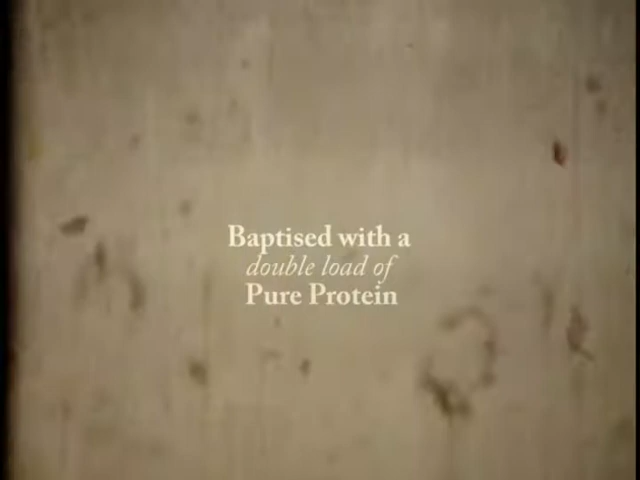 Baptised with a
double load of
Pure Protein